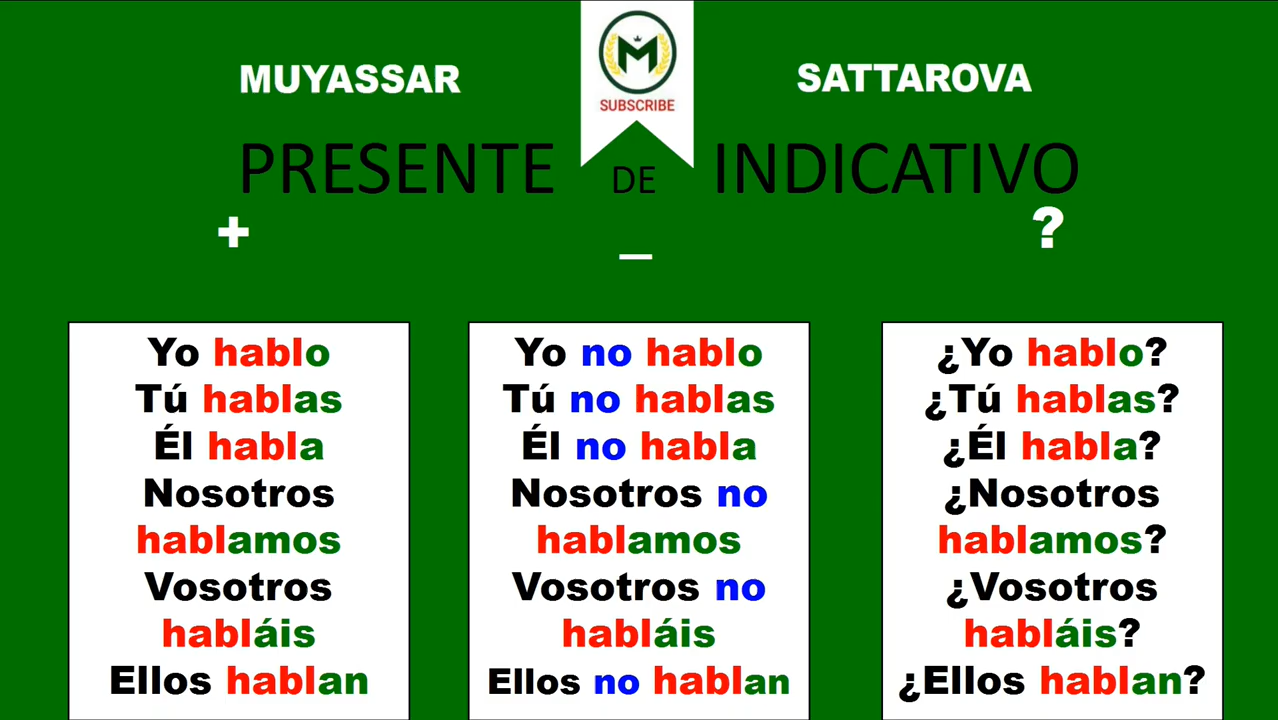 MUYASSAR
SATTAROVA
M
SUBSCRIBE
PRESENTE DE INDICATIVO
+
_
?
Yo hablo
Tú hablas
Él habla
Nosotros
hablamos
Vosotros
habláis
Ellos hablan
Yo no hablo
Tú no hablas
Él no habla
Nosotros no
hablamos
Vosotros no
habláis
Ellos no hablan
¿Yo hablo?
¿Tú hablas?
¿Él habla?
¿Nosotros
hablamos?
¿Vosotros
habláis?
¿Ellos hablan?